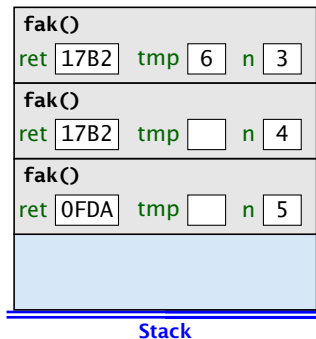 fak()
ret 17B2 tmp 6 n 3
fak()
ret 17B2 tmp n 4
fak()
ret 0FDA tmp n 5
Stack